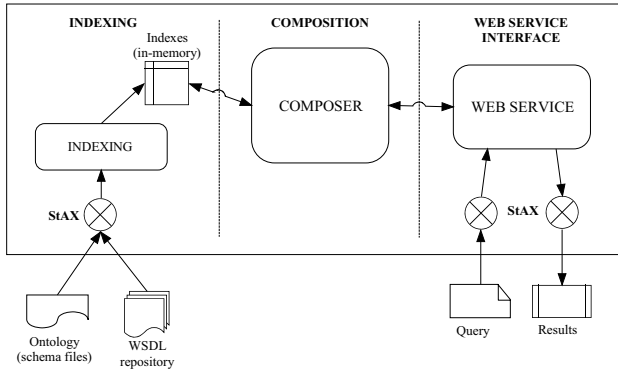 INDEXING
COMPOSITION
WEB SERVICE
INTERFACE
Indexes
(in-memory)
COMPOSER
WEB SERVICE
INDEXING
StAX
StAX
Ontology
(schema files)
WSDL
repository
Query
Results